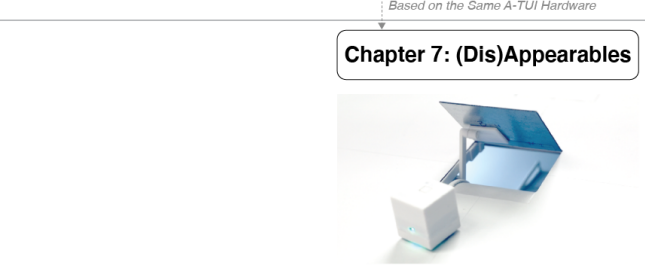 Based on the Same A-TUI Hardware
Chapter 7: (Dis)Appearables